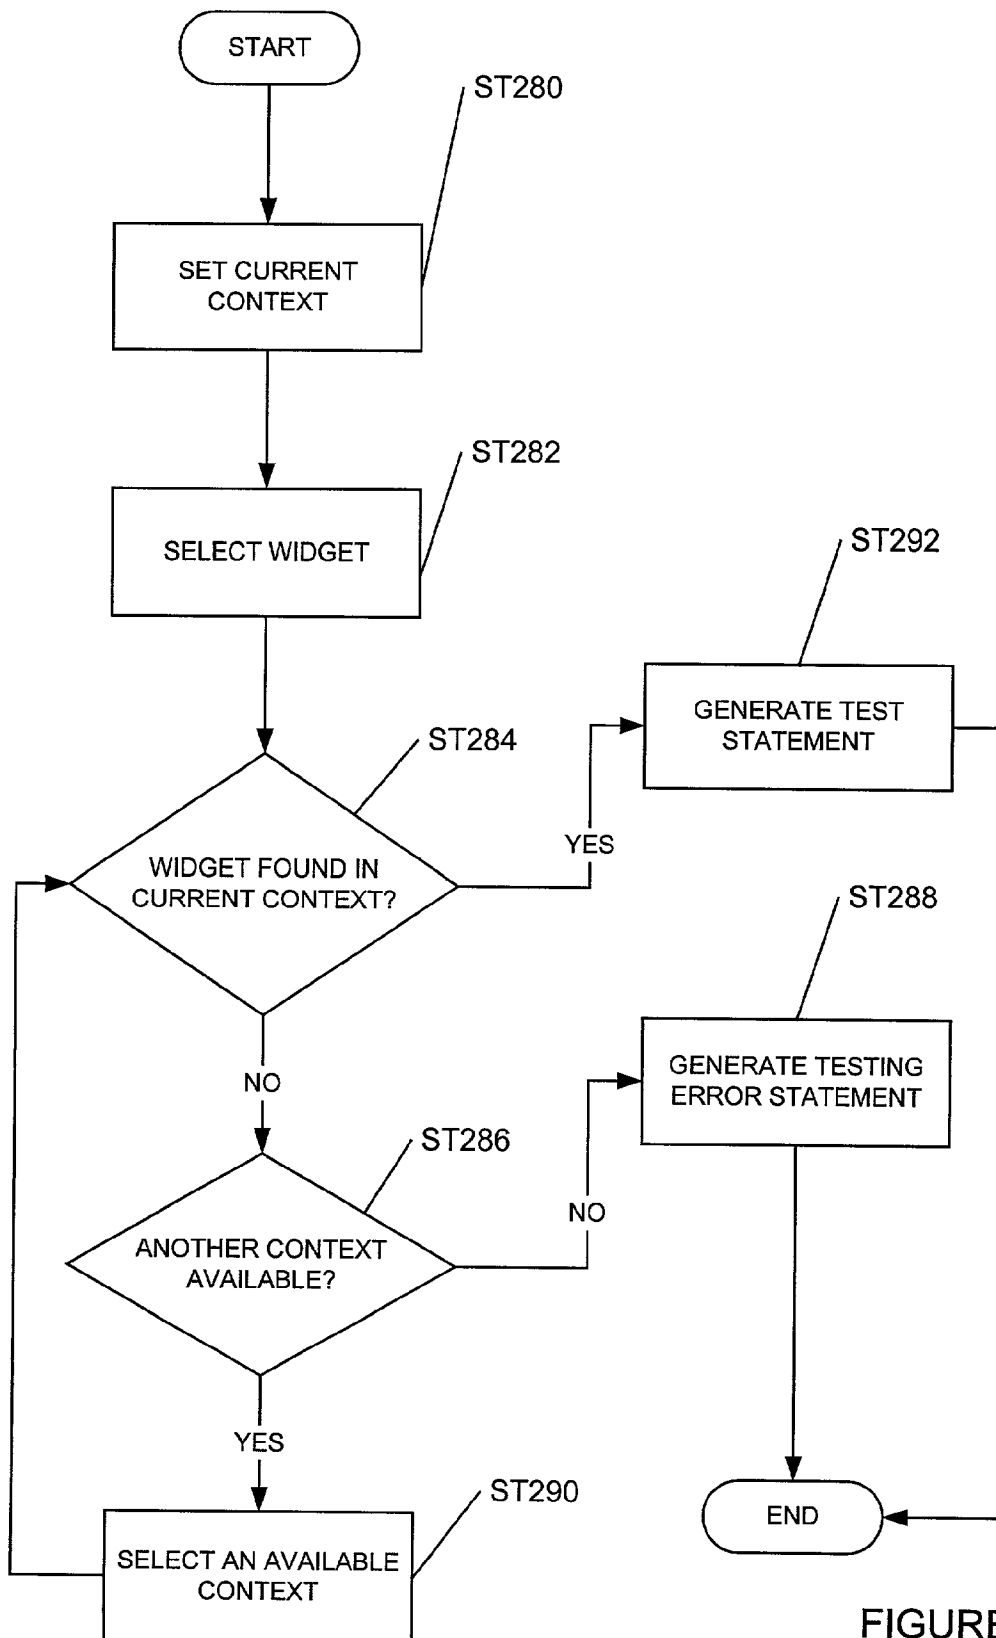 START
ST280
SET CURRENT
CONTEXT
ST282
SELECT WIDGET
ST292
GENERATE TEST
STATEMENT
ST284
YES
WIDGET FOUND IN
CURRENT CONTEXT?
ST288
GENERATE TESTING
ERROR STATEMENT
NO
ST286
NO
ANOTHER CONTEXT
AVAILABLE?
YES
ST290
END
SELECT AN AVAILABLE
CONTEXT
FIGURE